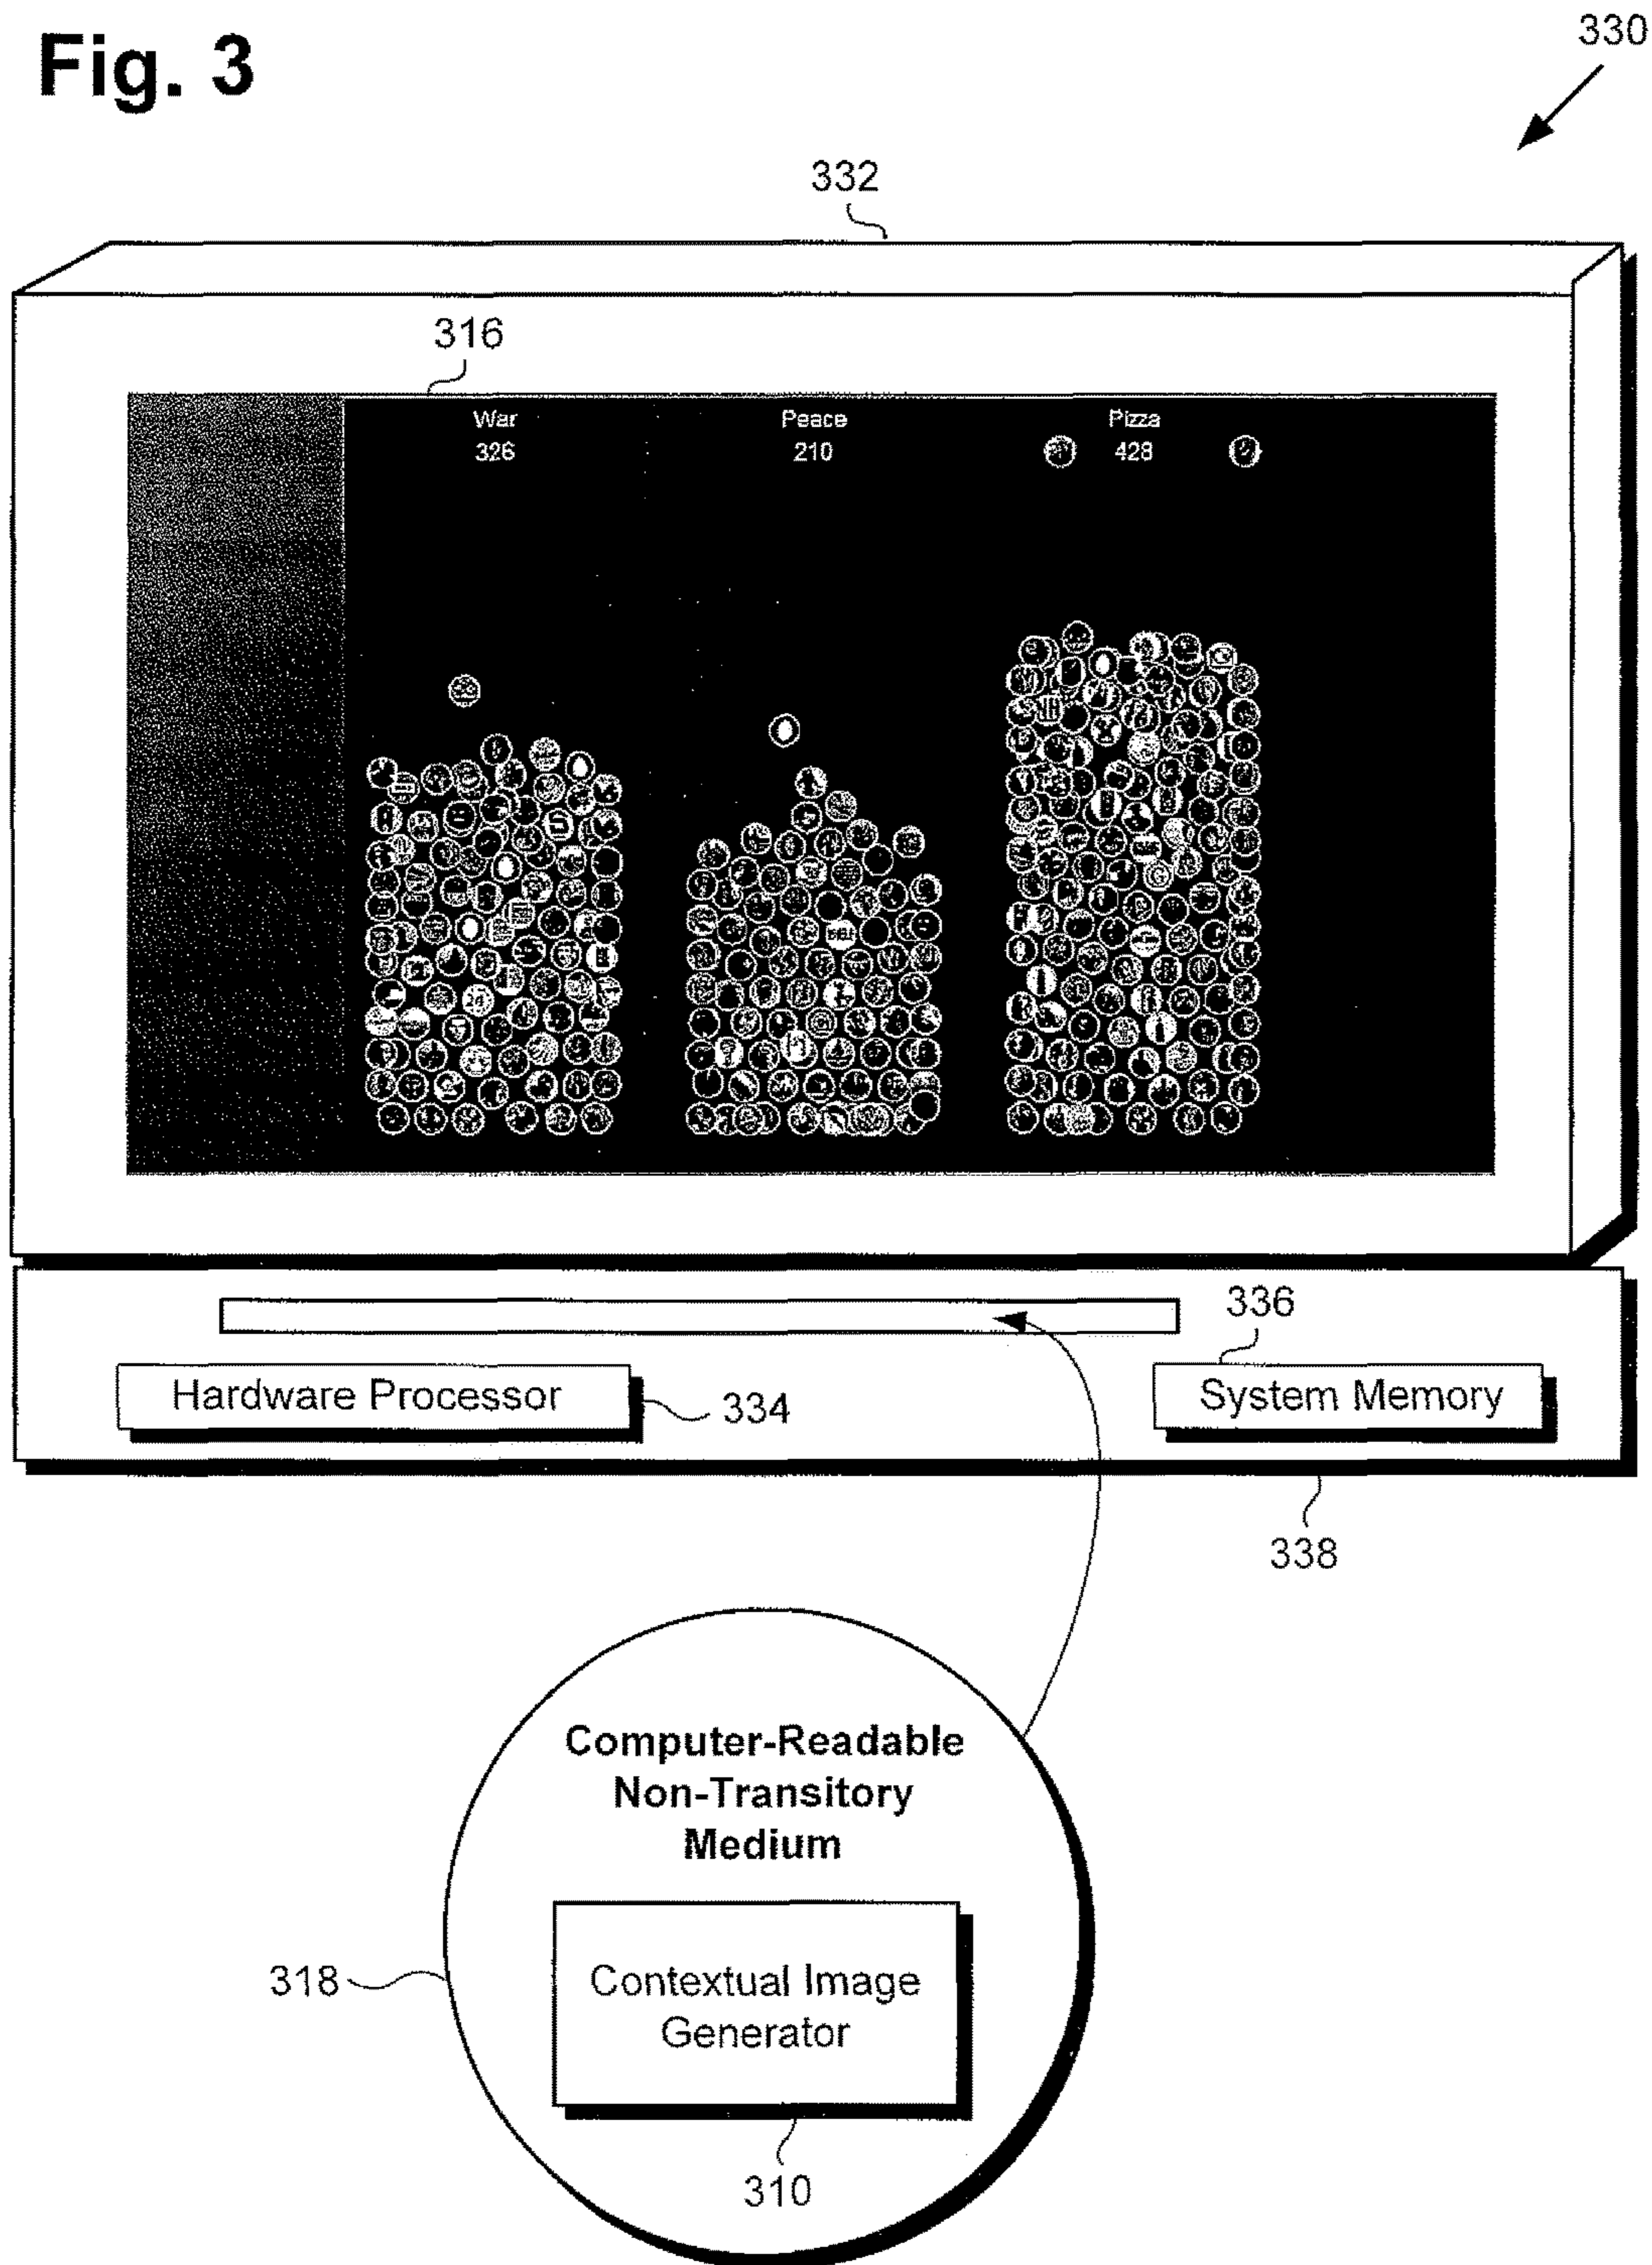 Fig. 3
330
332
316
War
326
Peace
210
Pizza
428
336
Hardware Processor
334
System Memory
338
Computer-Readable
Non-Transitory
Medium
318
Contextual Image
Generator
310